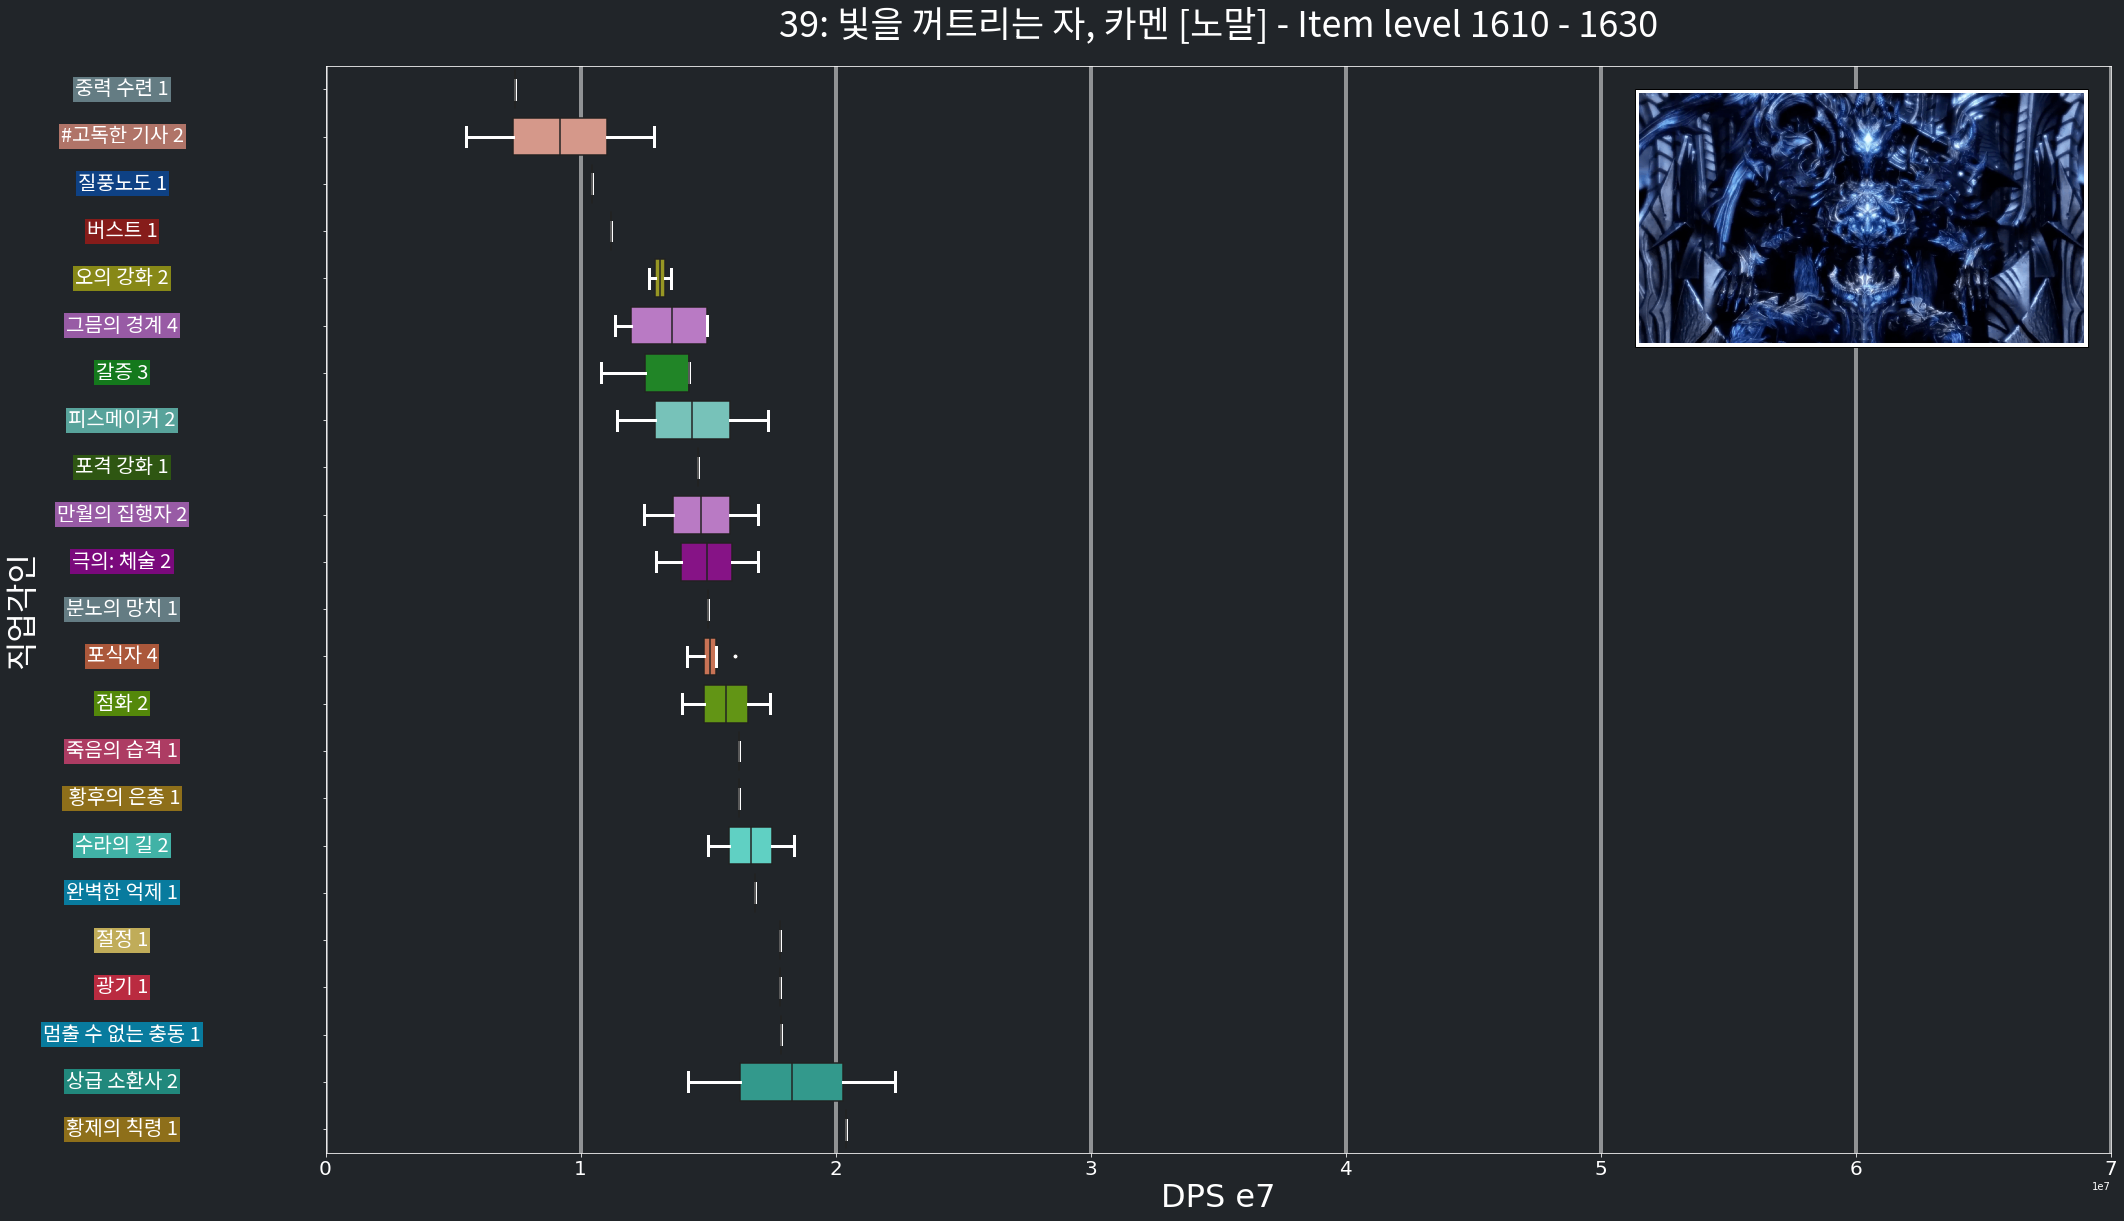 39: 빛을 꺼트리는 자, 카멘 [노말] - Item level 1610 - 1630
직업각인
중력 수련 1
#고독한 기사 2
질풍노도 1
버스트 1
오의 강화 2
그믐의 경계 4
갈증 3
피스메이커 2
포격 강화 1
만월의 집행자 2
극의: 체술 2
분노의 망치 1
포식자 4
점화 2
죽음의 습격 1
황후의 은총 1
수라의 길 2
완벽한 억제 1
절정 1
광기 1
멈출 수 없는 충동 1
상급 소환사 2
황제의 칙령 1
0 1 2 3 4 5 6 7
1e7
DPS e7